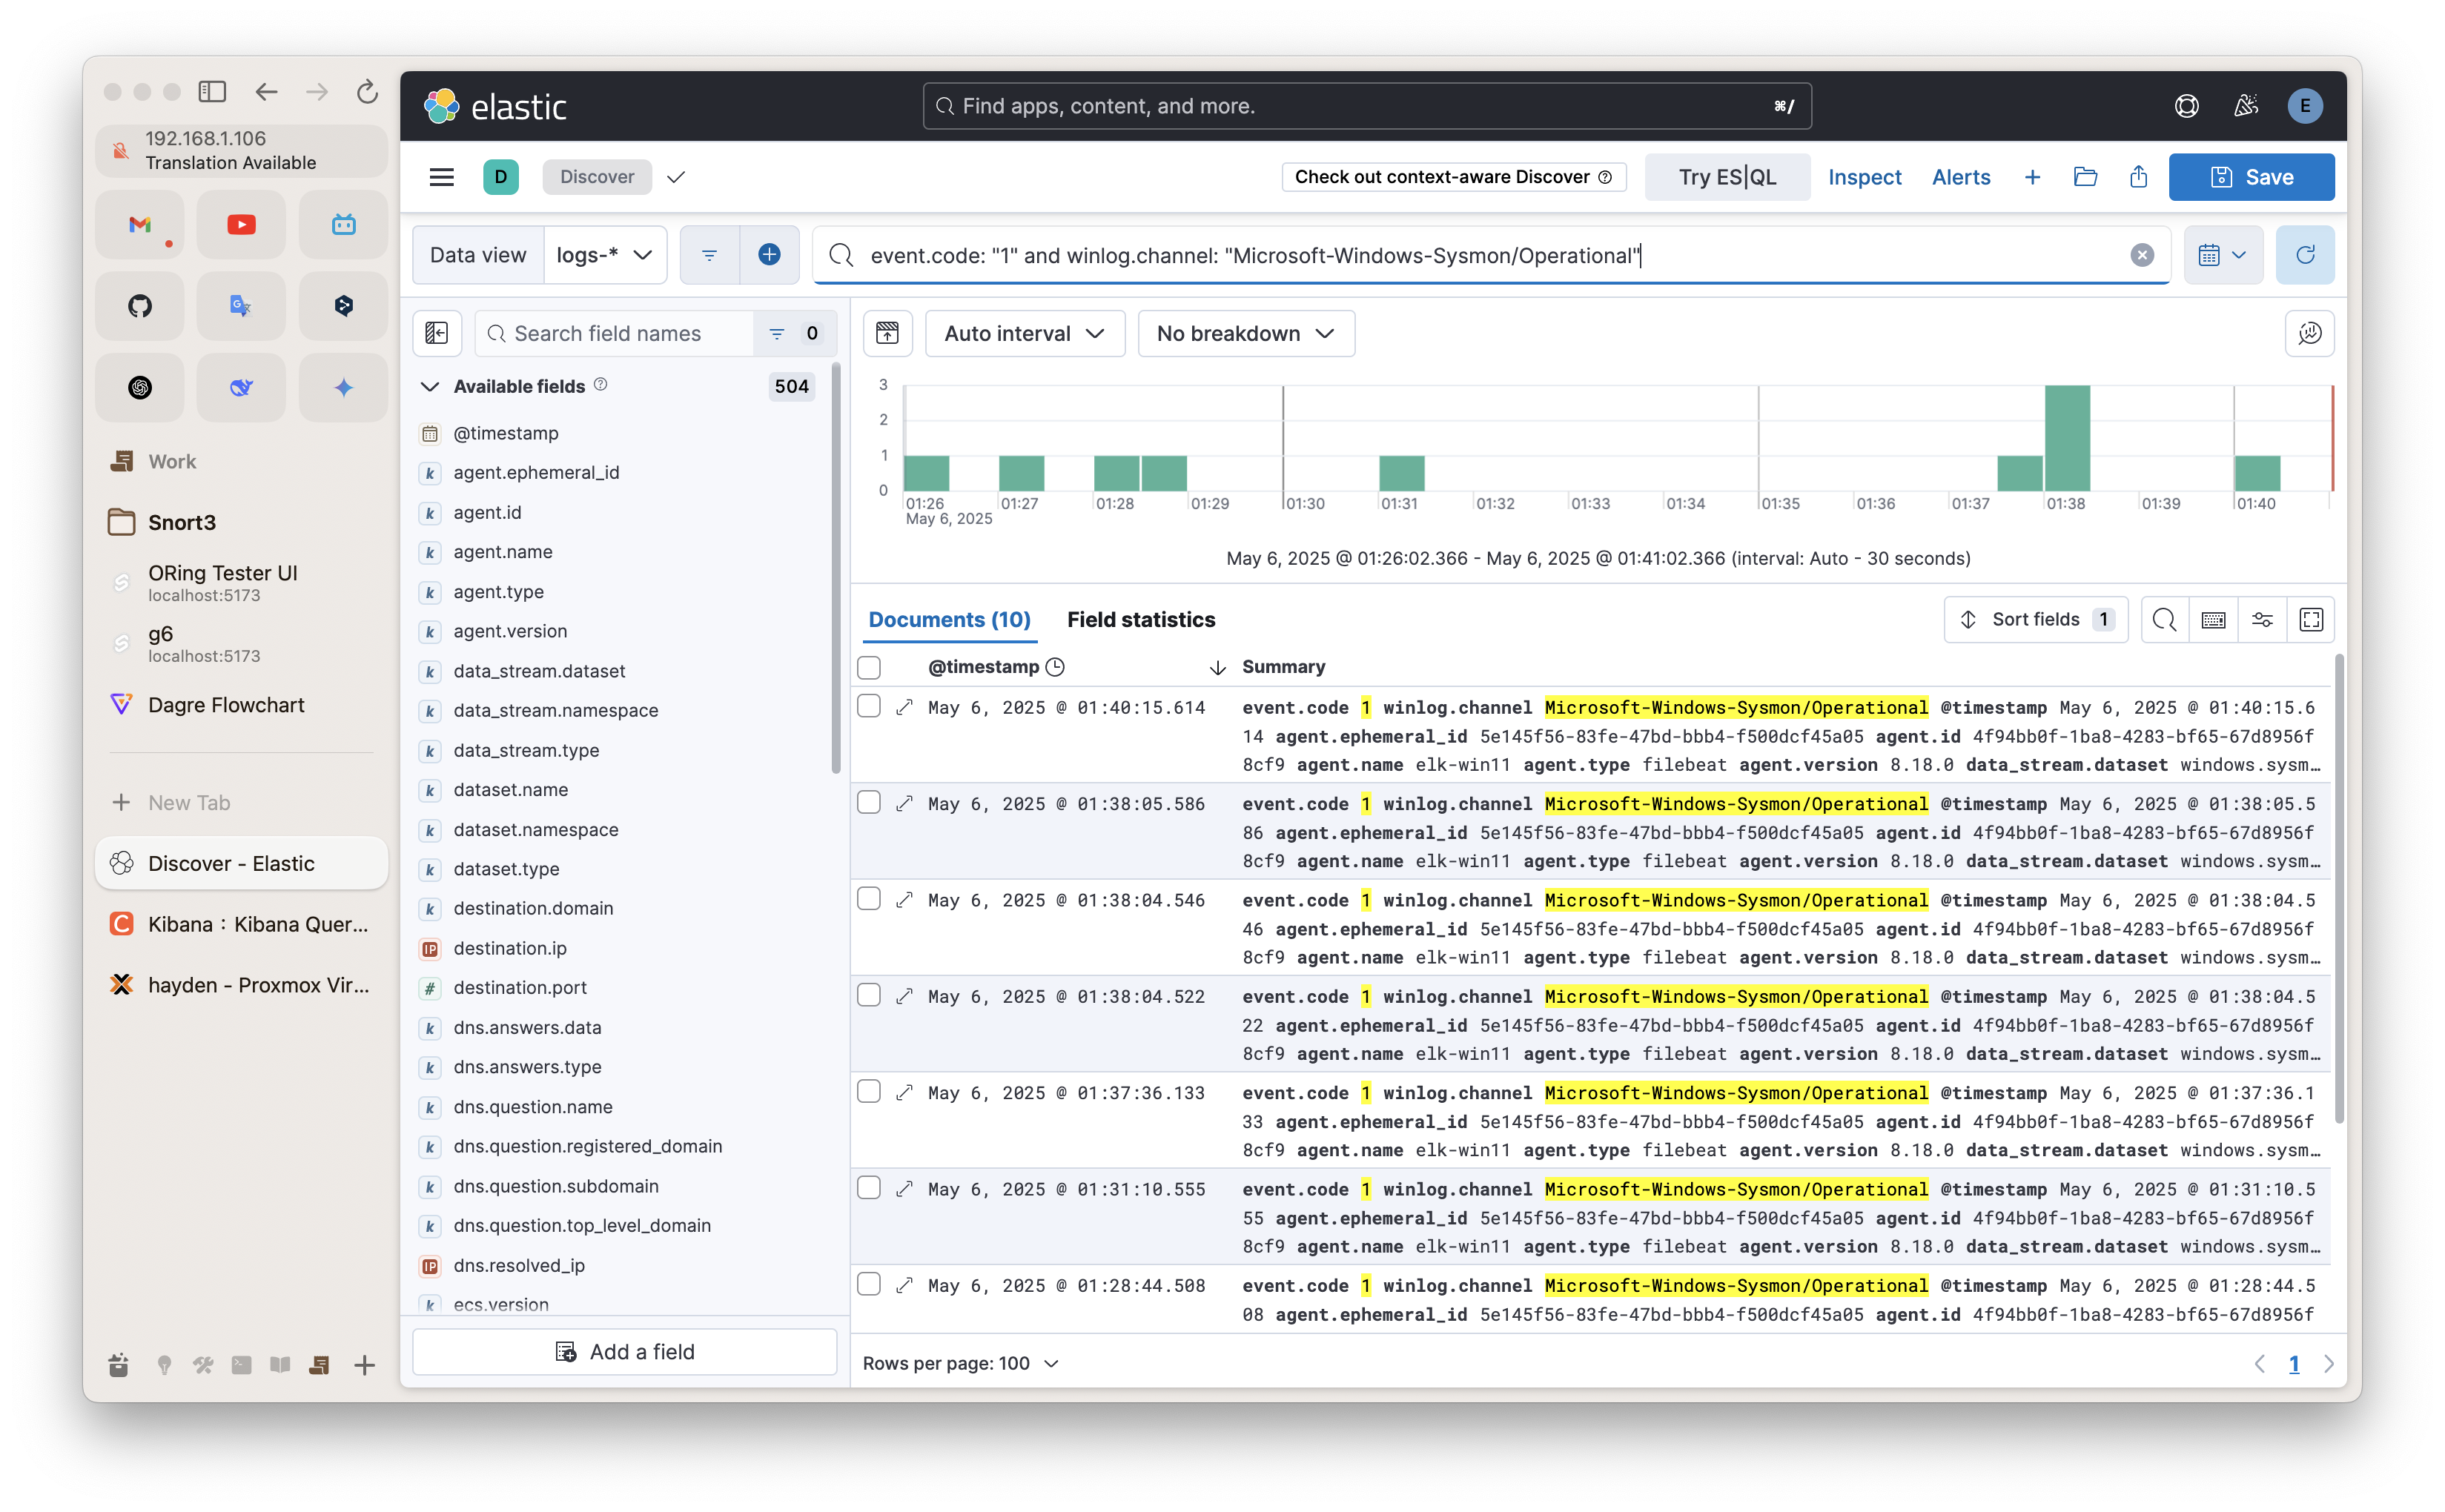 192.168.1.106
Translation Available
Work
Snort3
ORing Tester UI
localhost:5173
g6
localhost:5173
Dagre Flowchart
New Tab
Discover - Elastic
Kibana：Kibana Quer...
hayden - Proxmox Vir...
elastic
Find apps, content, and more.
⌘/
E
D
Discover
Check out context-aware Discover
Try ES|QL
Inspect
Alerts
Save
Data view
logs-*
event.code: "1" and winlog.channel: "Microsoft-Windows-Sysmon/Operational"
Search field names
0
Available fields
504
@timestamp
k agent.ephemeral_id
k agent.id
k agent.name
k agent.type
k agent.version
k data_stream.dataset
k data_stream.namespace
k data_stream.type
k dataset.name
k dataset.namespace
k dataset.type
k destination.domain
IP destination.ip
# destination.port
k dns.answers.data
k dns.answers.type
k dns.question.name
k dns.question.registered_domain
k dns.question.subdomain
k dns.question.top_level_domain
IP dns.resolved_ip
k ecs.version
Add a field
Auto interval
No breakdown
3
2
1
0
01:26 01:27 01:28 01:29 01:30 01:31 01:32 01:33 01:34 01:35 01:36 01:37 01:38 01:39 01:40
May 6, 2025
May 6, 2025 @ 01:26:02.366 - May 6, 2025 @ 01:41:02.366 (interval: Auto - 30 seconds)
Documents (10)
Field statistics
Sort fields 1
@timestamp
Summary
May 6, 2025 @ 01:40:15.614 event.code 1 winlog.channel Microsoft-Windows-Sysmon/Operational @timestamp May 6, 2025 @ 01:40:15.6
14 agent.ephemeral_id 5e145f56-83fe-47bd-bbb4-f500dcf45a05 agent.id 4f94bb0f-1ba8-4283-bf65-67d8956f
8cf9 agent.name elk-win11 agent.type filebeat agent.version 8.18.0 data_stream.dataset windows.sysm…
May 6, 2025 @ 01:38:05.586 event.code 1 winlog.channel Microsoft-Windows-Sysmon/Operational @timestamp May 6, 2025 @ 01:38:05.5
86 agent.ephemeral_id 5e145f56-83fe-47bd-bbb4-f500dcf45a05 agent.id 4f94bb0f-1ba8-4283-bf65-67d8956f
8cf9 agent.name elk-win11 agent.type filebeat agent.version 8.18.0 data_stream.dataset windows.sysm…
May 6, 2025 @ 01:38:04.546 event.code 1 winlog.channel Microsoft-Windows-Sysmon/Operational @timestamp May 6, 2025 @ 01:38:04.5
46 agent.ephemeral_id 5e145f56-83fe-47bd-bbb4-f500dcf45a05 agent.id 4f94bb0f-1ba8-4283-bf65-67d8956f
8cf9 agent.name elk-win11 agent.type filebeat agent.version 8.18.0 data_stream.dataset windows.sysm…
May 6, 2025 @ 01:38:04.522 event.code 1 winlog.channel Microsoft-Windows-Sysmon/Operational @timestamp May 6, 2025 @ 01:38:04.5
22 agent.ephemeral_id 5e145f56-83fe-47bd-bbb4-f500dcf45a05 agent.id 4f94bb0f-1ba8-4283-bf65-67d8956f
8cf9 agent.name elk-win11 agent.type filebeat agent.version 8.18.0 data_stream.dataset windows.sysm…
May 6, 2025 @ 01:37:36.133 event.code 1 winlog.channel Microsoft-Windows-Sysmon/Operational @timestamp May 6, 2025 @ 01:37:36.1
33 agent.ephemeral_id 5e145f56-83fe-47bd-bbb4-f500dcf45a05 agent.id 4f94bb0f-1ba8-4283-bf65-67d8956f
8cf9 agent.name elk-win11 agent.type filebeat agent.version 8.18.0 data_stream.dataset windows.sysm…
May 6, 2025 @ 01:31:10.555 event.code 1 winlog.channel Microsoft-Windows-Sysmon/Operational @timestamp May 6, 2025 @ 01:31:10.5
55 agent.ephemeral_id 5e145f56-83fe-47bd-bbb4-f500dcf45a05 agent.id 4f94bb0f-1ba8-4283-bf65-67d8956f
8cf9 agent.name elk-win11 agent.type filebeat agent.version 8.18.0 data_stream.dataset windows.sysm…
May 6, 2025 @ 01:28:44.508 event.code 1 winlog.channel Microsoft-Windows-Sysmon/Operational @timestamp May 6, 2025 @ 01:28:44.5
08 agent.ephemeral_id 5e145f56-83fe-47bd-bbb4-f500dcf45a05 agent.id 4f94bb0f-1ba8-4283-bf65-67d8956f
Rows per page: 100
1